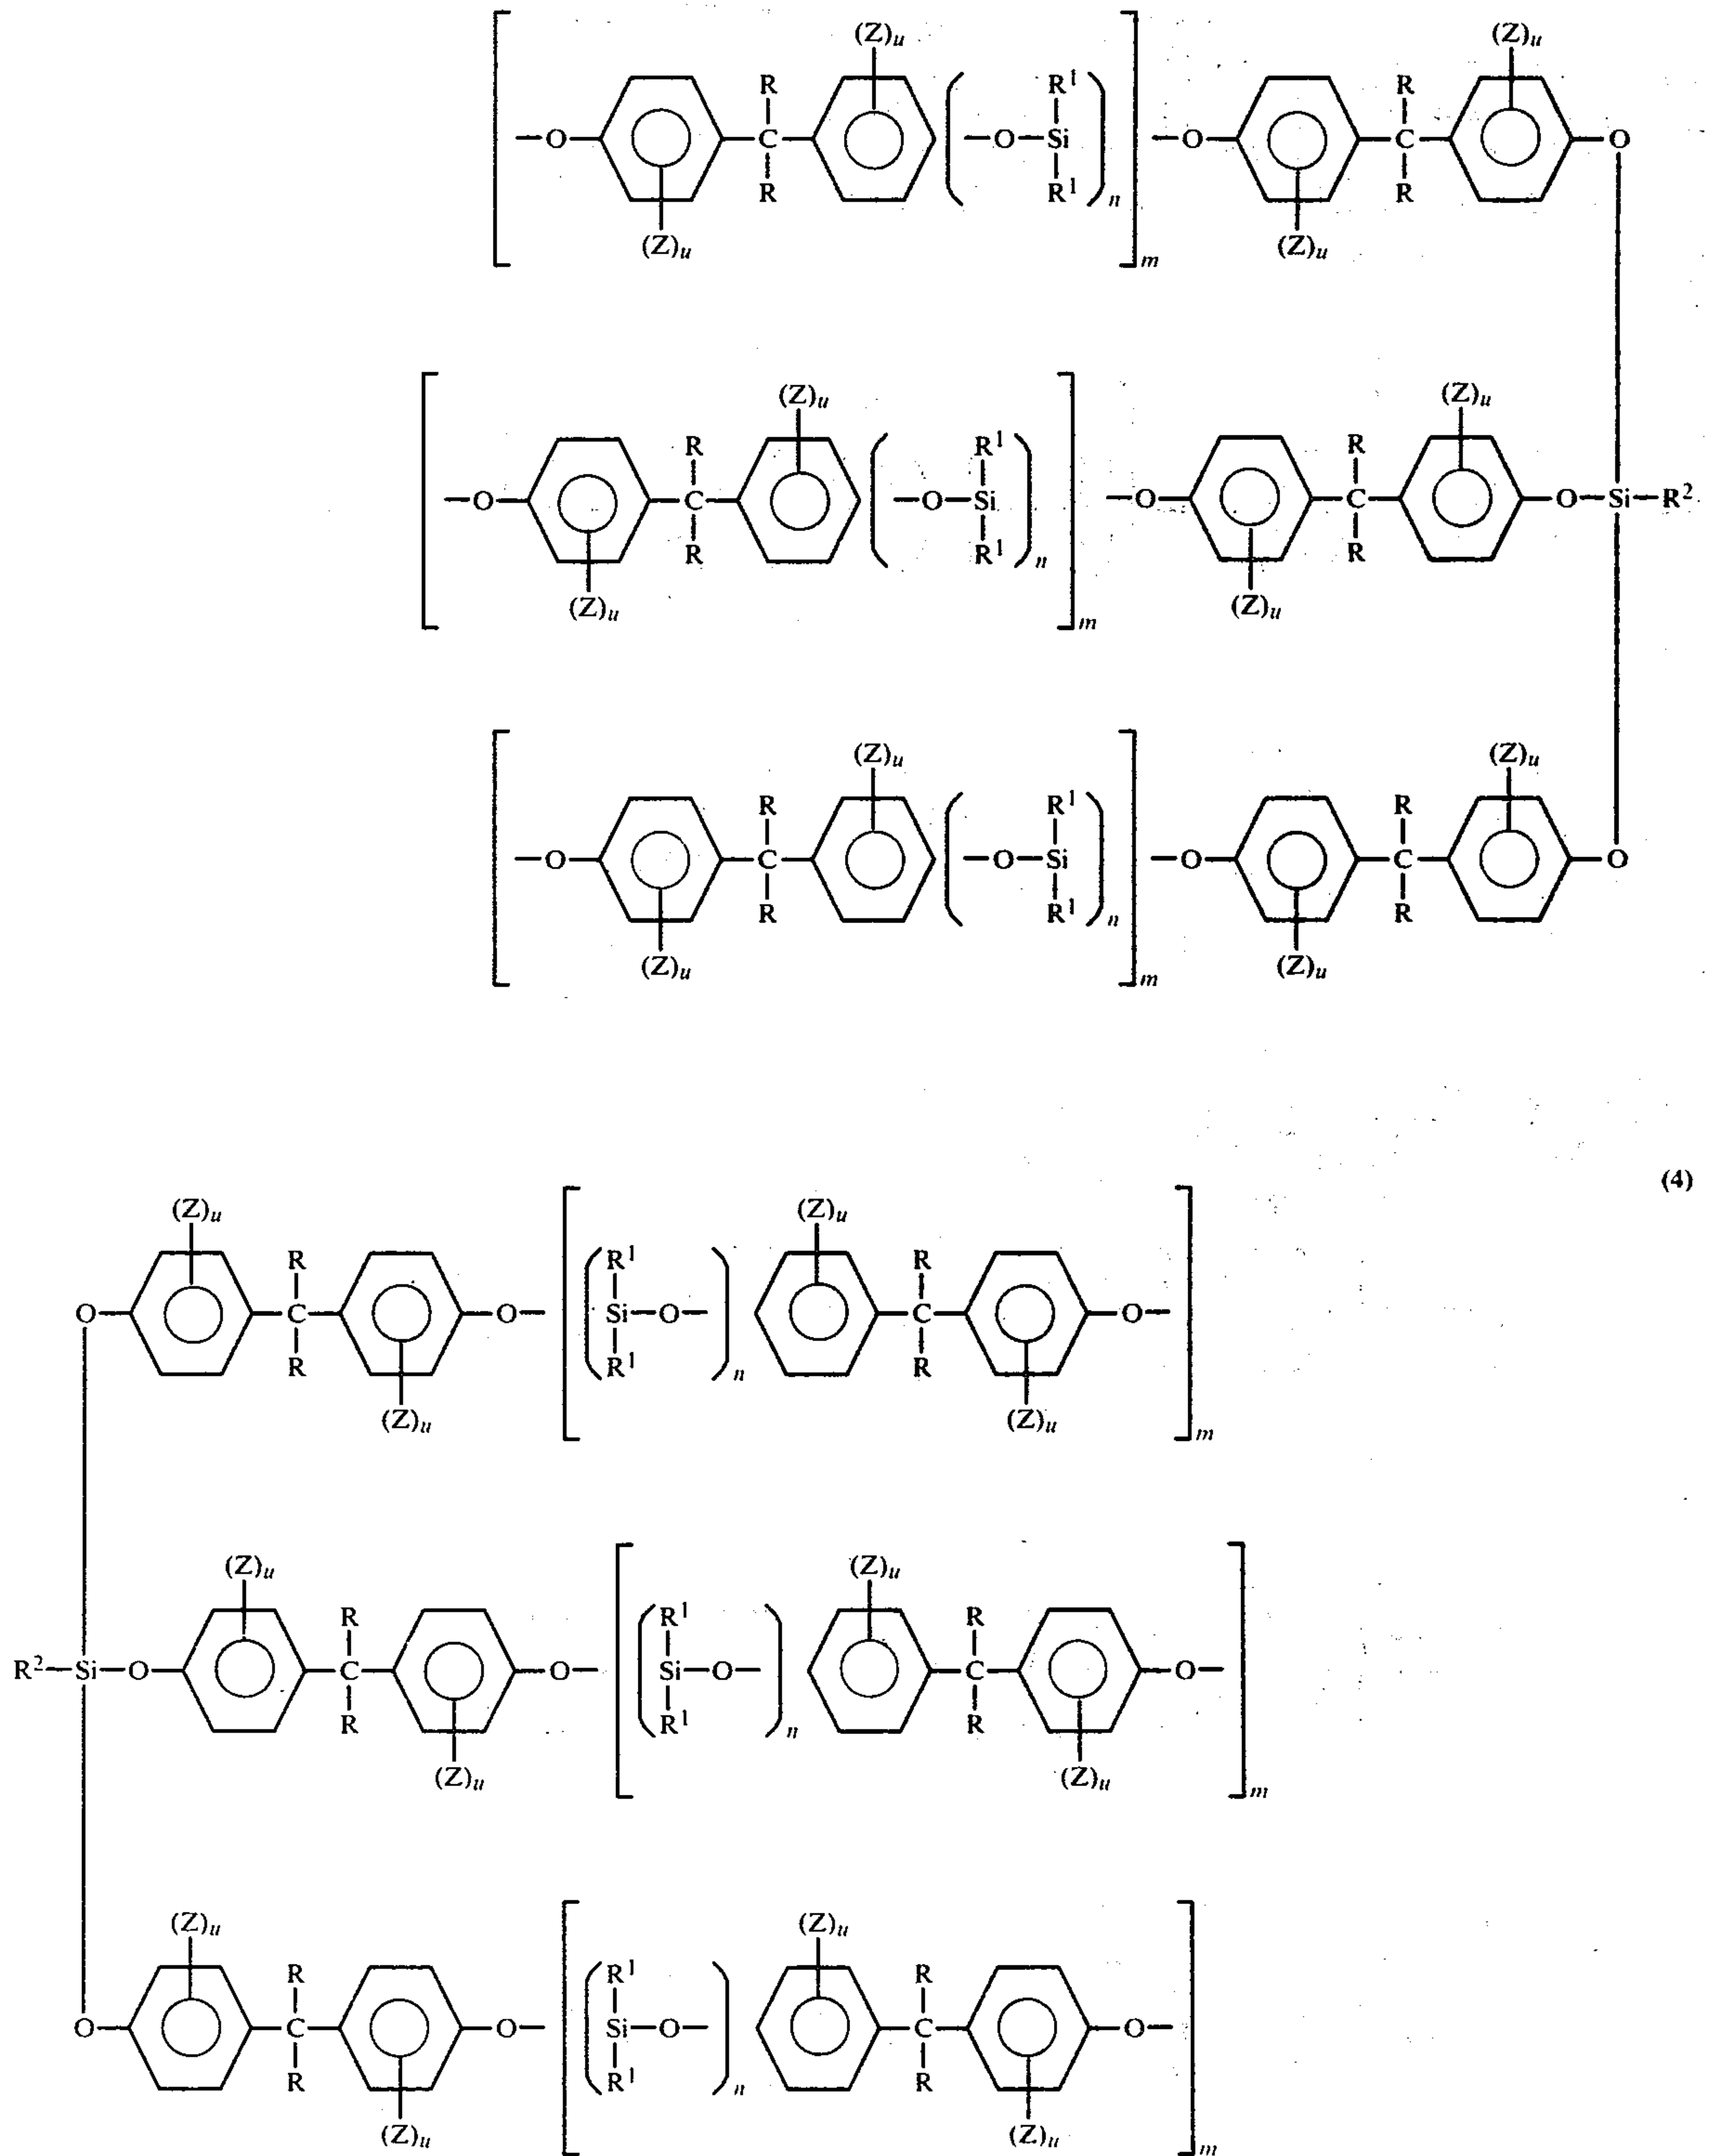 (Z)u (Z)u
R R¹ R
—O— —C— (—O—Si)n —O— —C— —O
R R¹ R
(Z)u (Z)u m
(Z)u (Z)u
R R¹ R
—O— —C— (—O—Si)n —O— —C— —O—Si—R²
R R¹ R
(Z)u (Z)u m
(Z)u (Z)u
R R¹ R
—O— —C— (—O—Si)n —O— —C— —O
R R¹ R
(Z)u (Z)u m
(4)
(Z)u (Z)u
R R¹ R
O— —C— —O— (Si—O—)n —C— —O—
R R¹ R
(Z)u (Z)u m
(Z)u (Z)u
R R¹ R
R²—Si—O— —C— —O— (Si—O—)n —C— —O—
R R¹ R
(Z)u (Z)u m
(Z)u (Z)u
R R¹ R
O— —C— —O— (Si—O—)n —C— —O—
R R¹ R
(Z)u (Z)u m